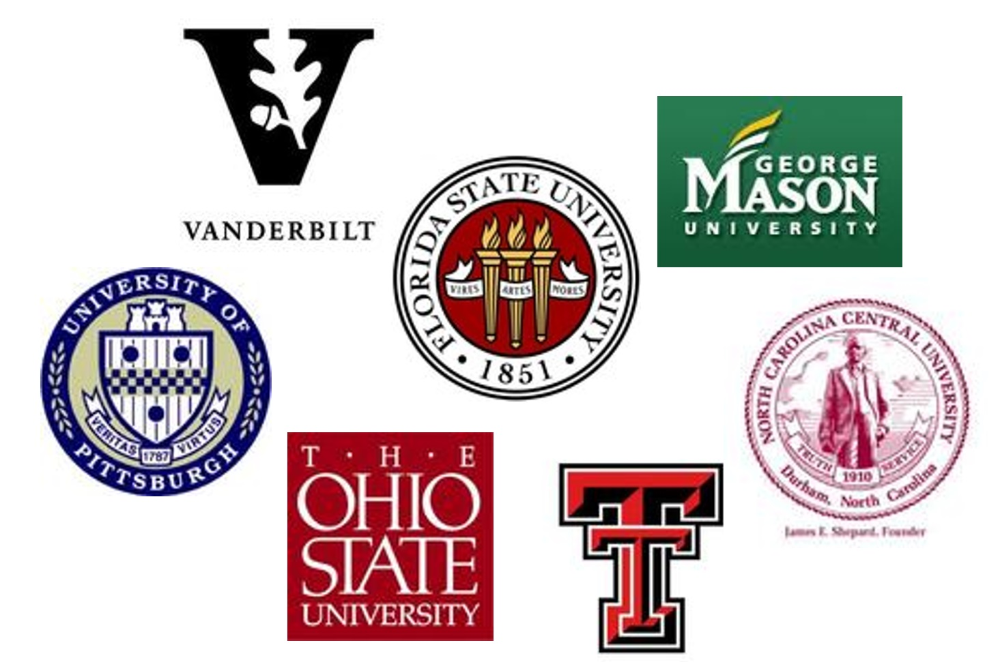 V
VANDERBILT
GEORGE
MASON
UNIVERSITY
FLORIDA STATE UNIVERSITY
VIRES ARTES MORES
• 1851 •
UNIVERSITY OF
VERITAS 1787 VIRTUS
PITTSBURGH
NORTH CAROLINA CENTRAL UNIVERSITY
TRUTH 1910 SERVICE
Durham, North Carolina
James E. Shepard, Founder
T · H · E
OHIO
STATE
UNIVERSITY
TT